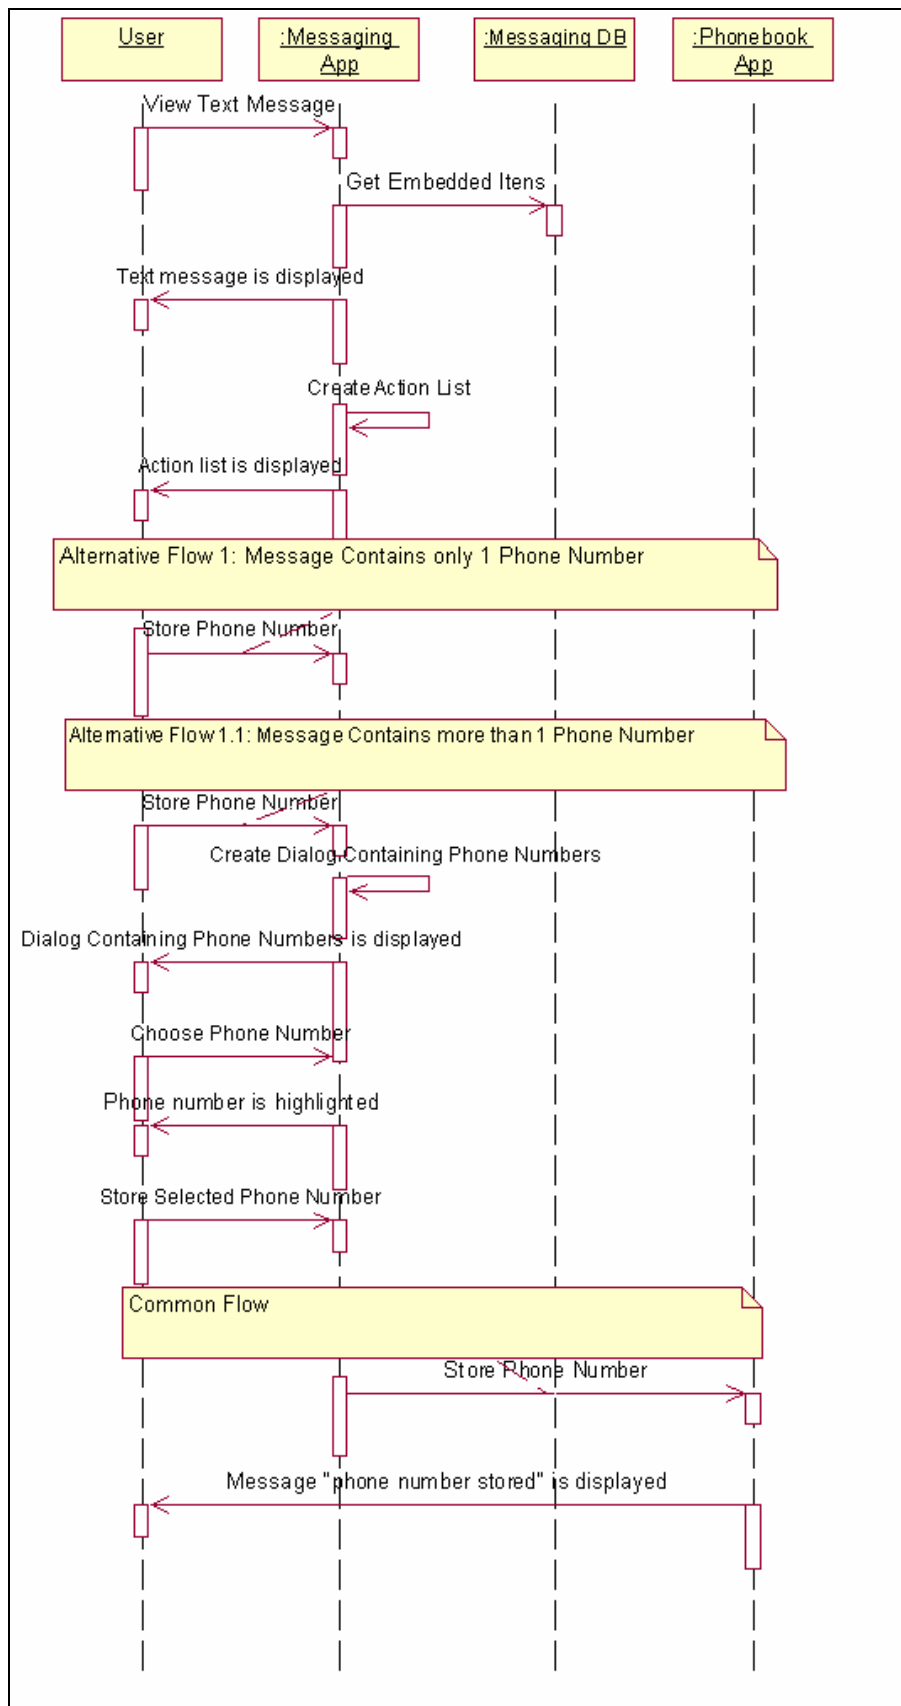 User
:Messaging App
:Messaging DB
:Phonebook App
View Text Message
Get Embedded Itens
Text message is displayed
Create Action List
Action list is displayed
Alternative Flow 1: Message Contains only 1 Phone Number
Store Phone Number
Alternative Flow 1.1: Message Contains more than 1 Phone Number
Store Phone Number
Create Dialog Containing Phone Numbers
Dialog Containing Phone Numbers is displayed
Choose Phone Number
Phone number is highlighted
Store Selected Phone Number
Common Flow
Store Phone Number
Message "phone number stored" is displayed